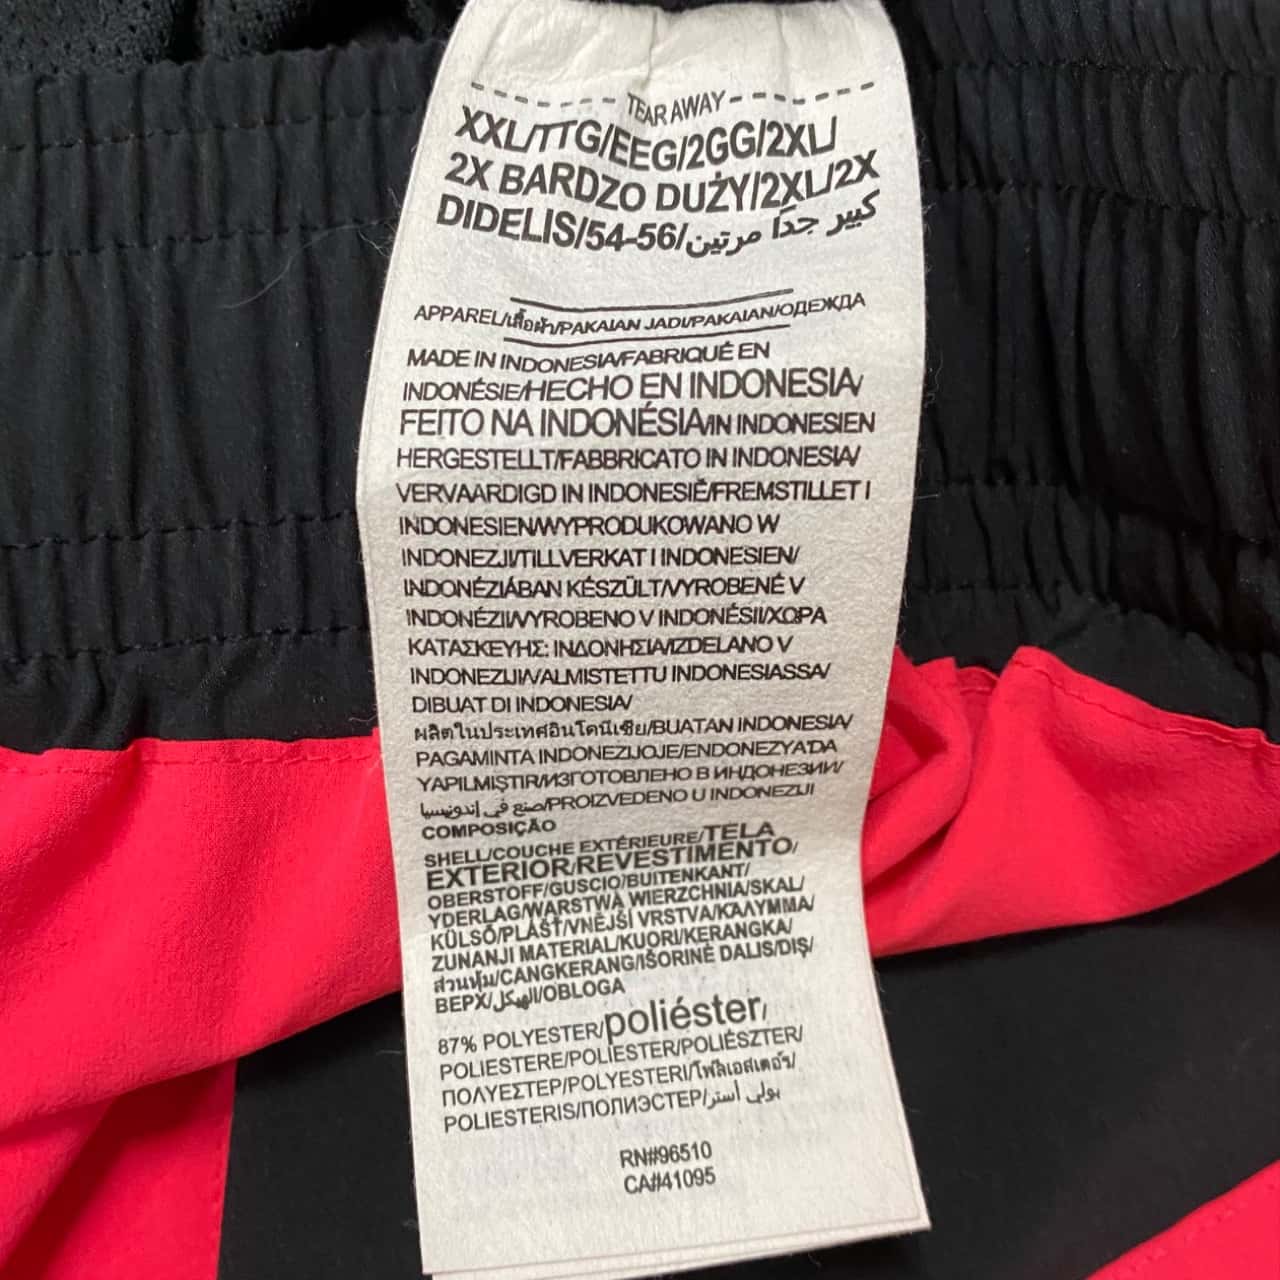 TEAR AWAY
XXL/TTG/EEG/2GG/2XL/
2X BARDZO DUŻY/2XL/2X
DIDELIS/54-56/كبير جدًا مرتين
APPAREL/เสื้อผ้า/PAKAIAN JADI/PAKAIAN/ОДЕЖДА
MADE IN INDONESIA/FABRIQUÉ EN
INDONÉSIE/HECHO EN INDONESIA/
FEITO NA INDONÉSIA/IN INDONESIEN
HERGESTELLT/FABBRICATO IN INDONESIA/
VERVAARDIGD IN INDONESIË/FREMSTILLET I
INDONESIEN/WYPRODUKOWANO W
INDONEZJI/TILLVERKAT I INDONESIEN/
INDONÉZIÁBAN KÉSZÜLT/VYROBENÉ V
INDONÉZII/VYROBENO V INDONÉSII/ΧΩΡΑ
ΚΑΤΑΣΚΕΥΗΣ: ΙΝΔΟΝΗΣΙΑ/IZDELANO V
INDONEZIJI/VALMISTETTU INDONESIASSA/
DIBUAT DI INDONESIA/
ผลิตในประเทศอินโดนีเซีย/BUATAN INDONESIA/
PAGAMINTA INDONEZIJOJE/ENDONEZYA'DA
YAPILMIŞTIR/ИЗГОТОВЛЕНО В ИНДОНЕЗИИ/
صنع في إندونيسيا/PROIZVEDENO U INDONEZIJI
COMPOSIÇÃO
SHELL/COUCHE EXTÉRIEURE/TELA
EXTERIOR/REVESTIMENTO/
OBERSTOFF/GUSCIO/BUITENKANT/
YDERLAG/WARSTWA WIERZCHNIA/SKAL/
KÜLSŐ/PLÁŠŤ/VNĚJŠÍ VRSTVA/ΚΑΛΥΜΜΑ/
ZUNANJI MATERIAL/KUORI/KERANGKA/
ส่วนหุ้ม/CANGKERANG/IŠORINĖ DALIS/DIŞ/
ВЕРХ/الهيكل/OBLOGA
87% POLYESTER/poliéster/
POLIESTERE/POLIESTER/POLIÉSZTER/
ΠΟΛΥΕΣΤΕΡ/POLYESTERI/โพลีเอสเตอร์/
POLIESTERIS/ПОЛИЭСТЕР/بولي أستر
RN#96510
CA#41095